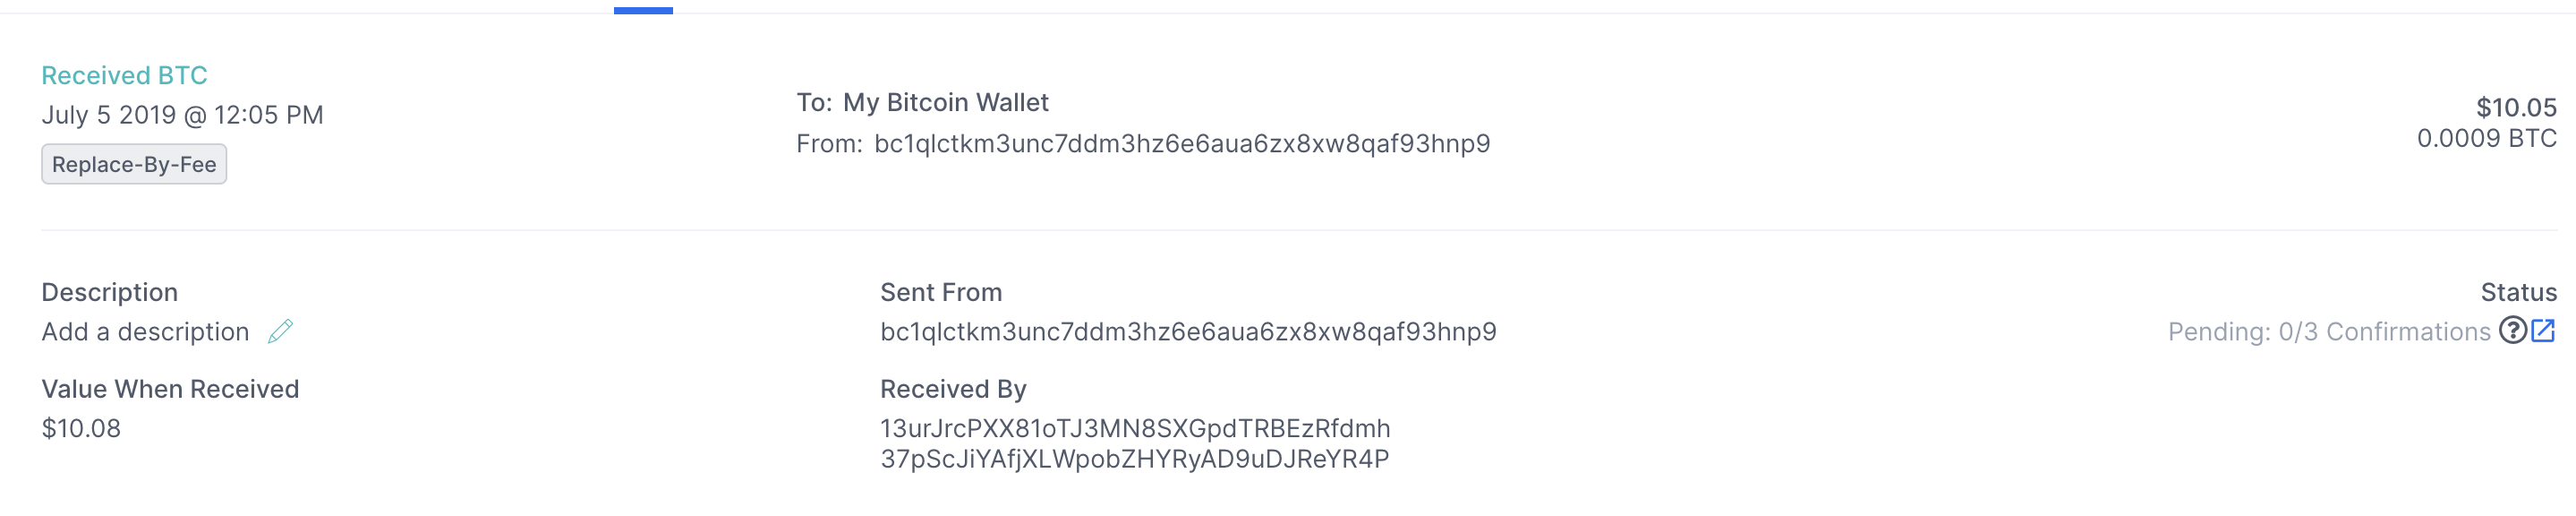 Received BTC
July 5 2019 @ 12:05 PM
Replace-By-Fee
To: My Bitcoin Wallet
From: bc1qlctkm3unc7ddm3hz6e6aua6zx8xw8qaf93hnp9
$10.05
0.0009 BTC
Description
Add a description
Value When Received
$10.08
Sent From
bc1qlctkm3unc7ddm3hz6e6aua6zx8xw8qaf93hnp9
Received By
13urJrcPXX81oTJ3MN8SXGpdTRBEzRfdmh
37pScJiYAfjXLWpobZHYRyAD9uDJReYR4P
Status
Pending: 0/3 Confirmations